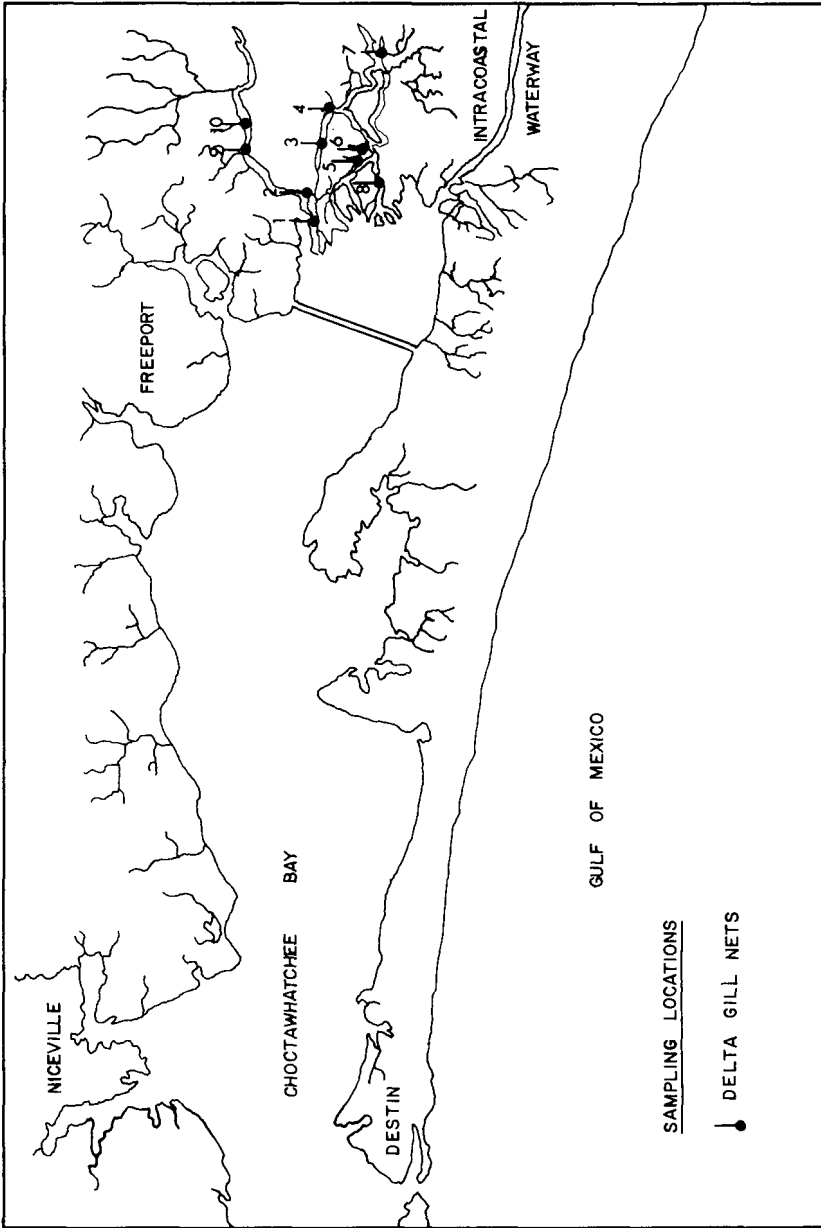 NICEVILLE
FREEPORT
9
10
1
2
3
4
5
6
7
8
CHOCTAWHATCHEE BAY
INTRACOASTAL
WATERWAY
DESTIN
GULF OF MEXICO
SAMPLING LOCATIONS
DELTA GILL NETS